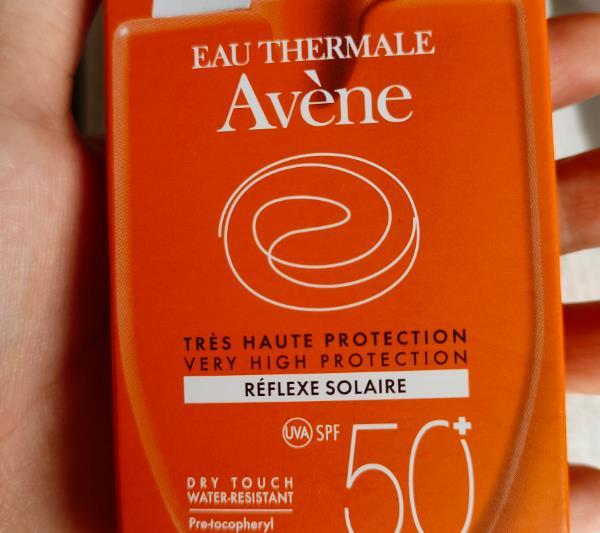 EAU THERMALE
Avène
TRÈS HAUTE PROTECTION
VERY HIGH PROTECTION
RÉFLEXE SOLAIRE
UVA SPF 50+
DRY TOUCH
WATER-RESISTANT
Pre-tocopheryl